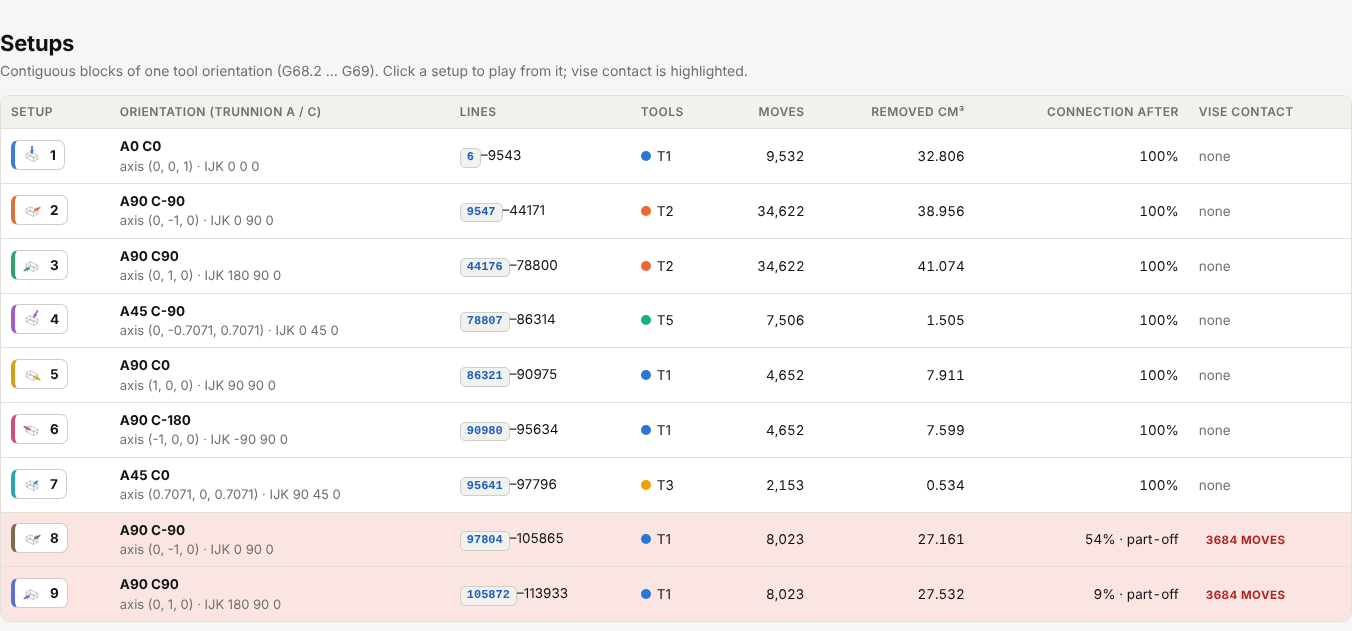 Setups
Contiguous blocks of one tool orientation (G68.2 … G69). Click a setup to play from it; vise contact is highlighted.
SETUP ORIENTATION (TRUNNION A / C) LINES TOOLS MOVES REMOVED CM³ CONNECTION AFTER VISE CONTACT
1 A0 C0 6–9543 T1 9,532 32.806 100% none
axis (0, 0, 1) · IJK 0 0 0
2 A90 C-90 9547–44171 T2 34,622 38.956 100% none
axis (0, -1, 0) · IJK 0 90 0
3 A90 C90 44176–78800 T2 34,622 41.074 100% none
axis (0, 1, 0) · IJK 180 90 0
4 A45 C-90 78807–86314 T5 7,506 1.505 100% none
axis (0, -0.7071, 0.7071) · IJK 0 45 0
5 A90 C0 86321–90975 T1 4,652 7.911 100% none
axis (1, 0, 0) · IJK 90 90 0
6 A90 C-180 90980–95634 T1 4,652 7.599 100% none
axis (-1, 0, 0) · IJK -90 90 0
7 A45 C0 95641–97796 T3 2,153 0.534 100% none
axis (0.7071, 0, 0.7071) · IJK 90 45 0
8 A90 C-90 97804–105865 T1 8,023 27.161 54% · part-off 3684 MOVES
axis (0, -1, 0) · IJK 0 90 0
9 A90 C90 105872–113933 T1 8,023 27.532 9% · part-off 3684 MOVES
axis (0, 1, 0) · IJK 180 90 0